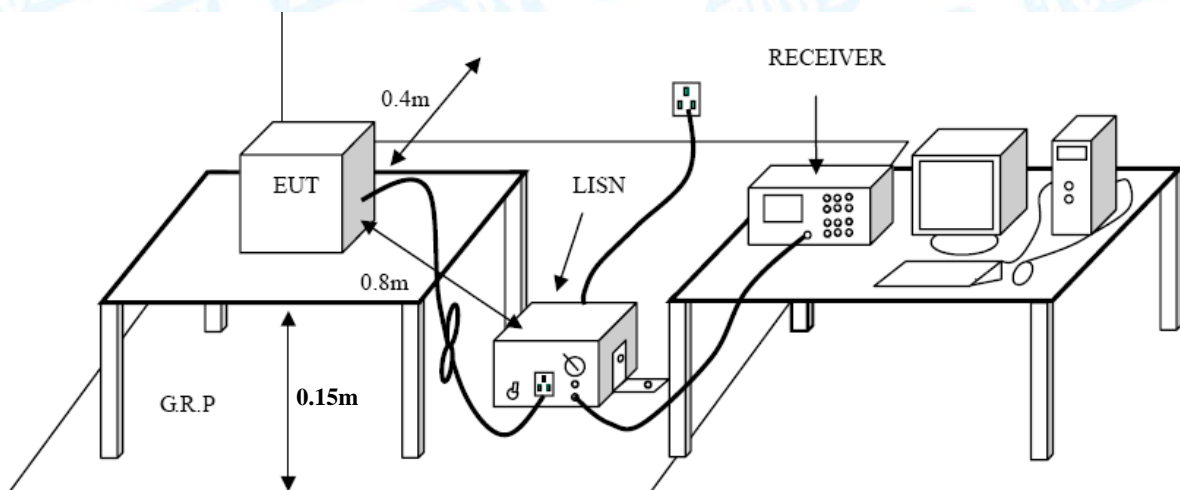 RECEIVER
0.4m
EUT
LISN
0.8m
G.R.P
0.15m